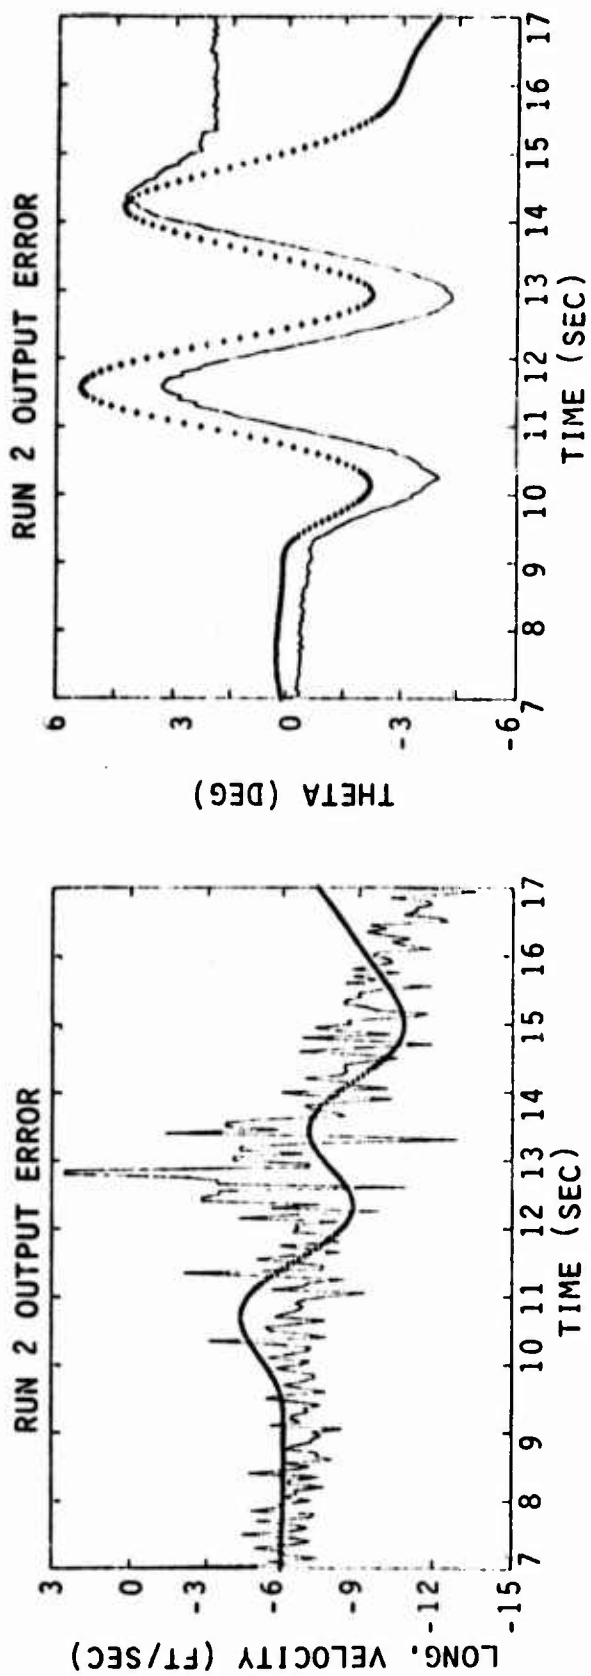 RUN 2 OUTPUT ERROR
3
0
-3
-6
-9
-12
-15
LONG. VELOCITY (FT/SEC)
7 8 9 10 11 12 13 14 15 16 17
TIME (SEC)
RUN 2 OUTPUT ERROR
6
3
0
-3
-6
THETA (DEG)
7 8 9 10 11 12 13 14 15 16 17
TIME (SEC)